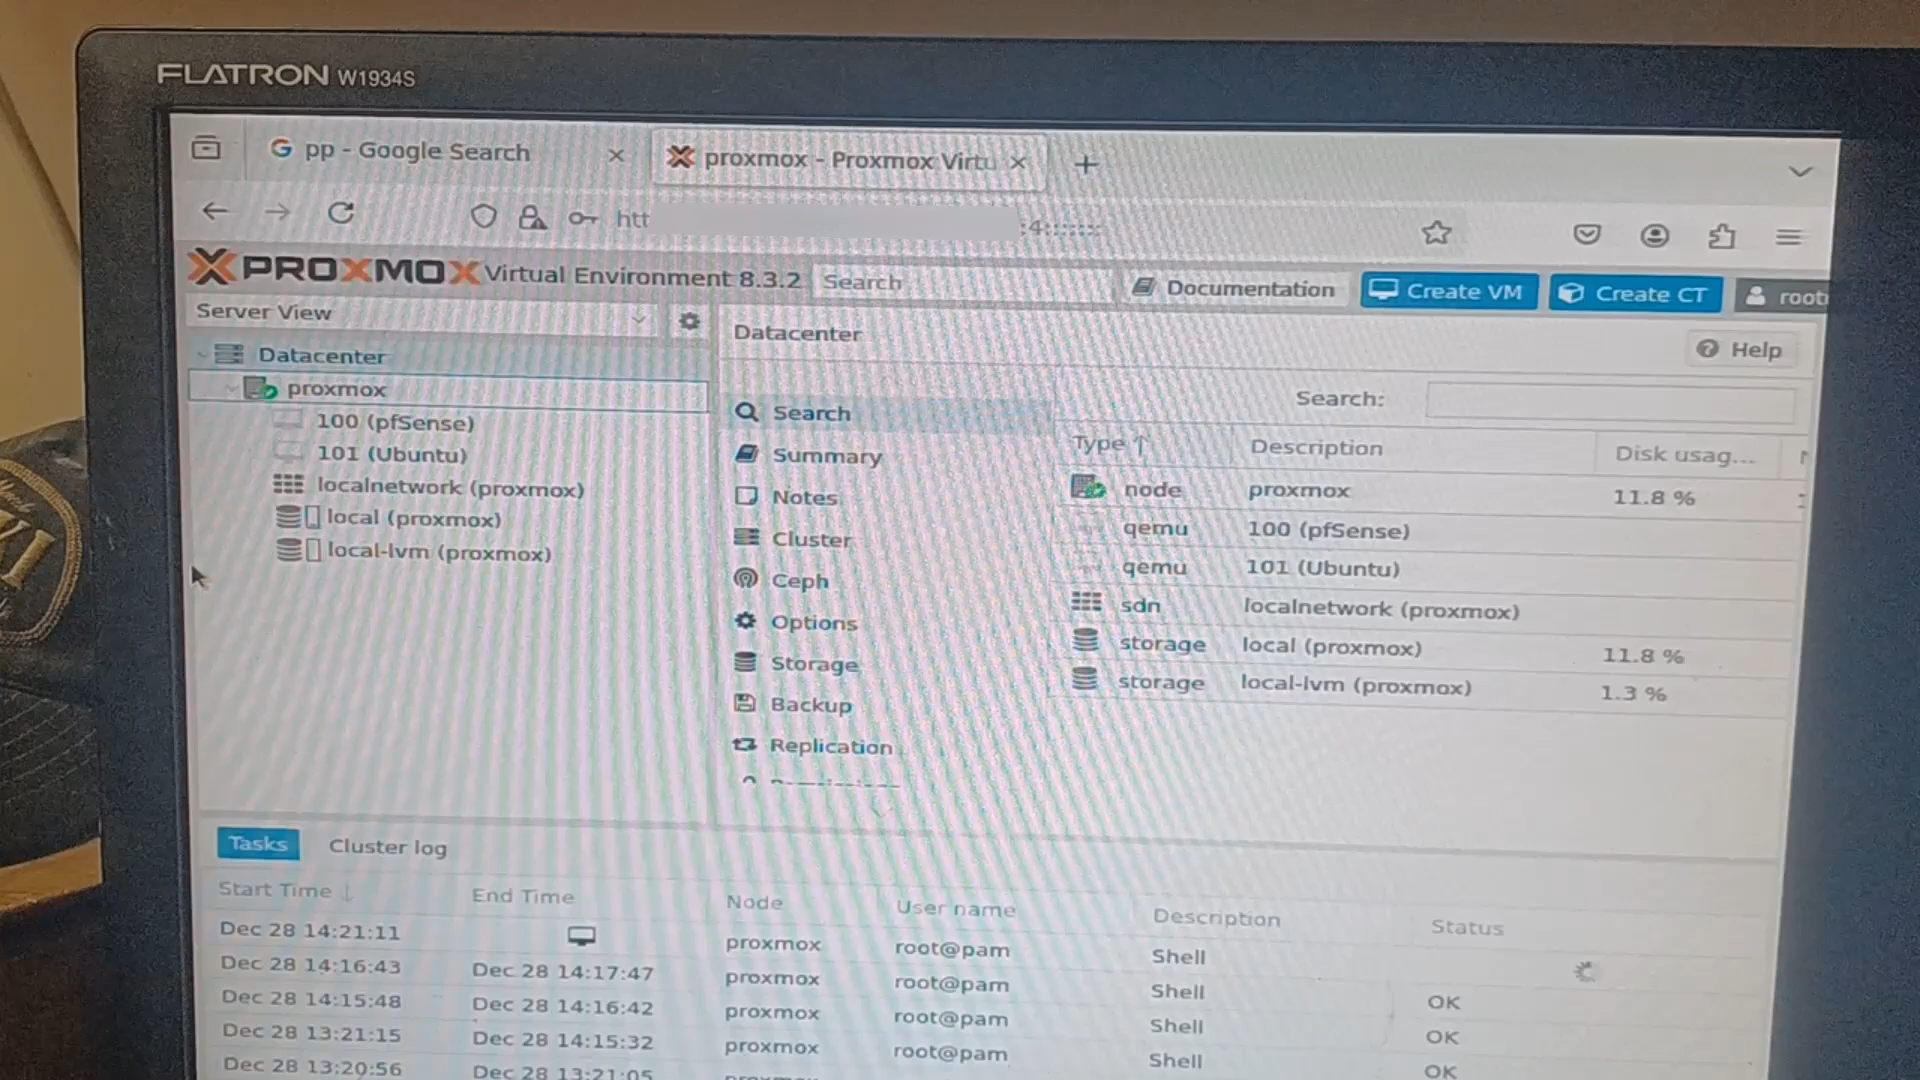 FLATRON W1934S
pp - Google Search
proxmox - Proxmox Virtu
htt
:4
PROXMOX Virtual Environment 8.3.2
Search
Documentation
Create VM
Create CT
root
Server View
Datacenter
Help
Datacenter
proxmox
100 (pfSense)
101 (Ubuntu)
localnetwork (proxmox)
local (proxmox)
local-lvm (proxmox)
Search
Summary
Notes
Cluster
Ceph
Options
Storage
Backup
Replication
Search:
Type ↑ Description Disk usag...
node proxmox 11.8 %
qemu 100 (pfSense)
qemu 101 (Ubuntu)
sdn localnetwork (proxmox)
storage local (proxmox) 11.8 %
storage local-lvm (proxmox) 1.3 %
Tasks Cluster log
Start Time ↓ End Time Node User name Description Status
Dec 28 14:21:11 proxmox root@pam Shell
Dec 28 14:16:43 Dec 28 14:17:47 proxmox root@pam Shell OK
Dec 28 14:15:48 Dec 28 14:16:42 proxmox root@pam Shell OK
Dec 28 13:21:15 Dec 28 14:15:32 proxmox root@pam Shell OK
Dec 28 13:20:56 Dec 28 13:21:05